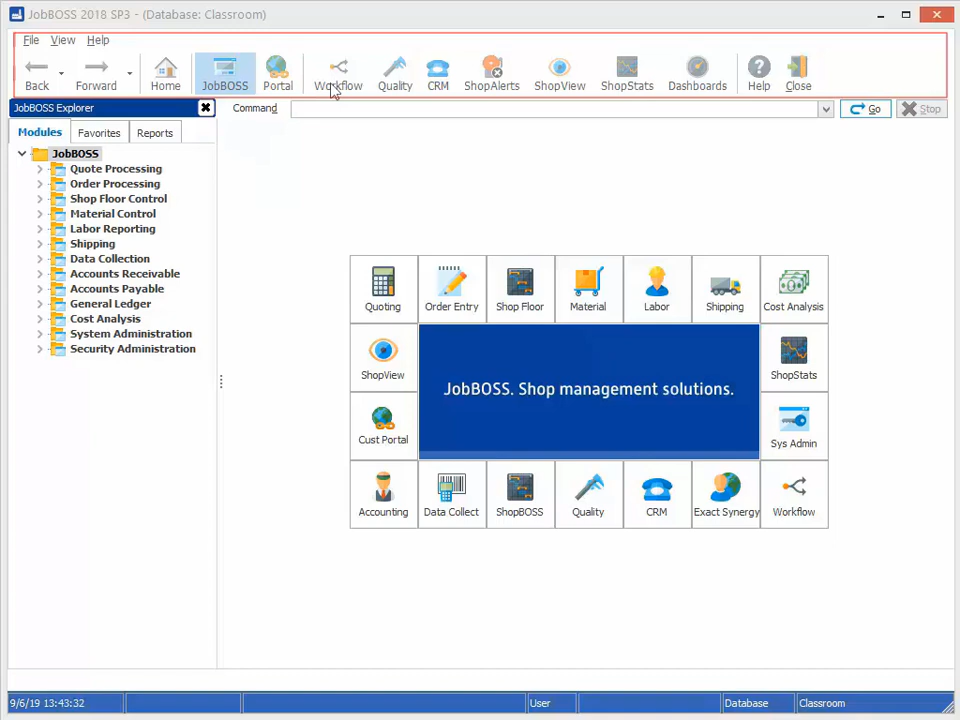 JobBOSS 2018 SP3 - (Database: Classroom)
File View Help
Back Forward Home JobBOSS Portal Workflow Quality CRM ShopAlerts ShopView ShopStats Dashboards Help Close
JobBOSS Explorer
Command
Go
Stop
Modules Favorites Reports
JobBOSS
Quote Processing
Order Processing
Shop Floor Control
Material Control
Labor Reporting
Shipping
Data Collection
Accounts Receivable
Accounts Payable
General Ledger
Cost Analysis
System Administration
Security Administration
Quoting Order Entry Shop Floor Material Labor Shipping Cost Analysis
ShopView
JobBOSS. Shop management solutions.
ShopStats
Cust Portal
Sys Admin
Accounting Data Collect ShopBOSS Quality CRM Exact Synergy Workflow
9/6/19 13:43:32 User Database Classroom